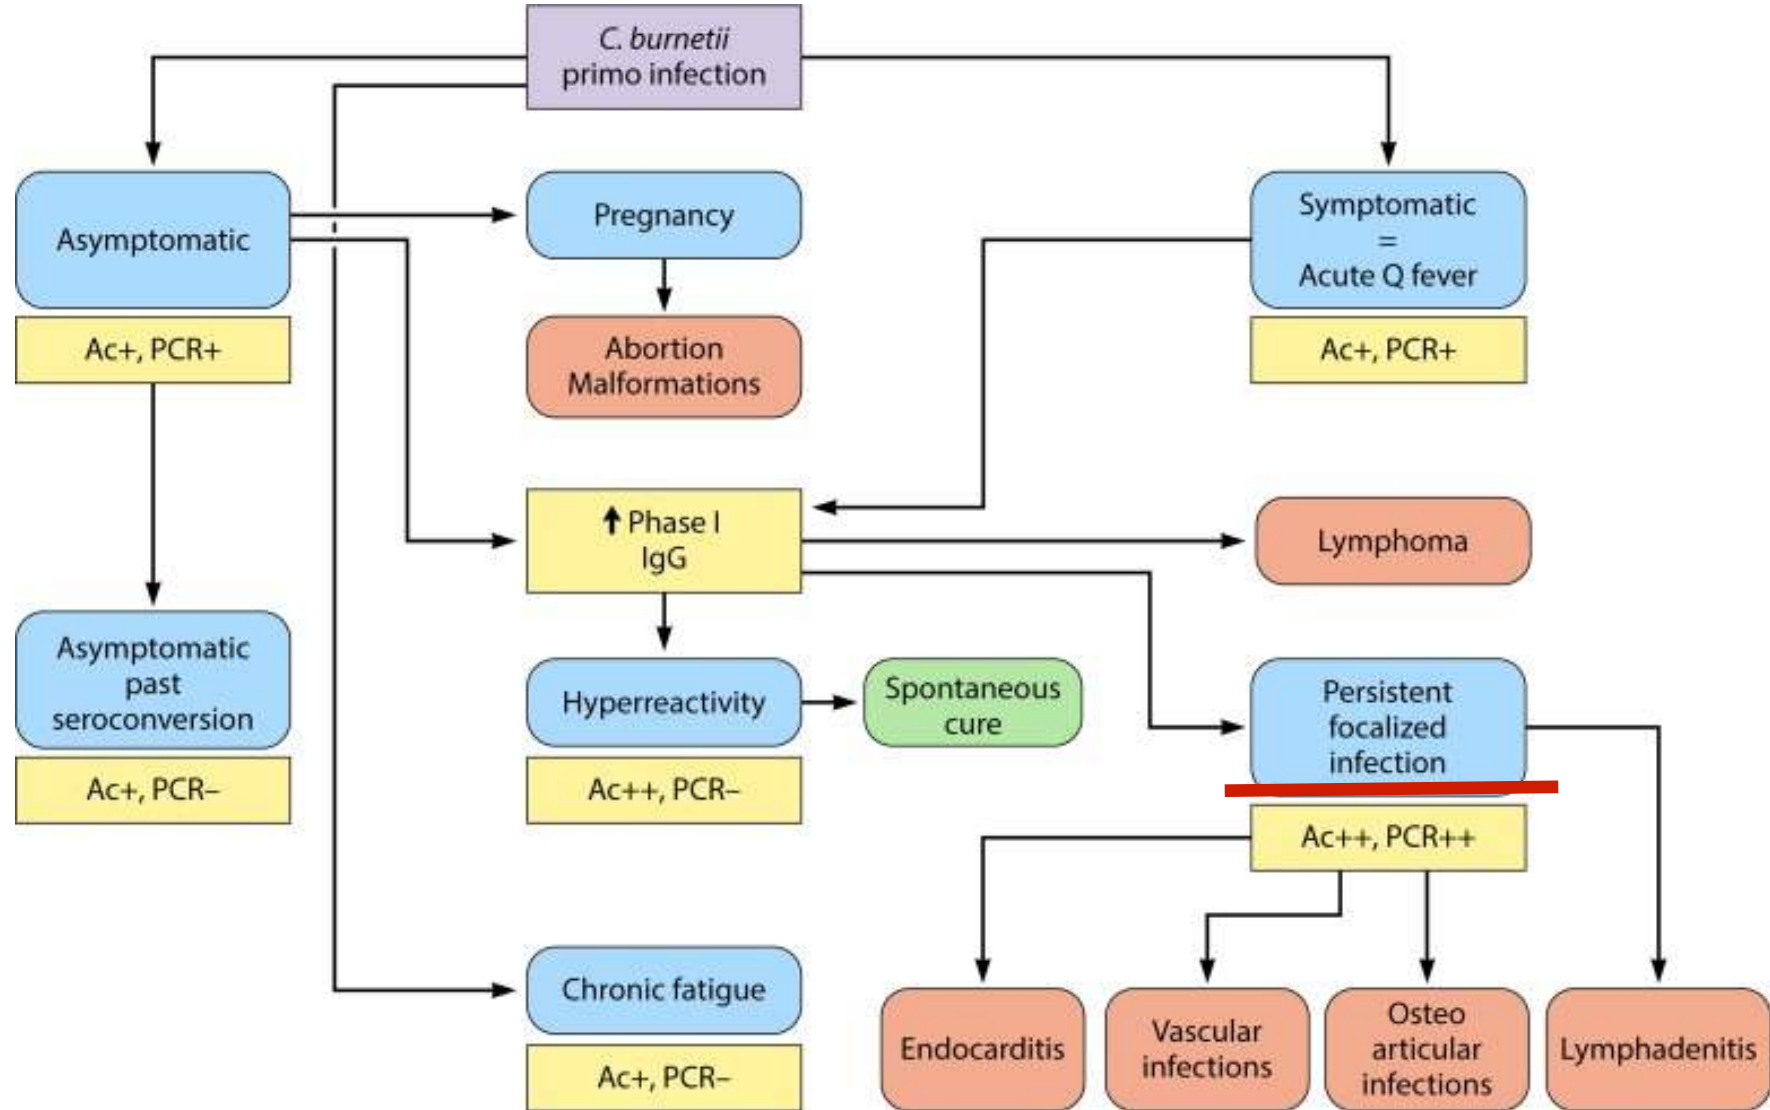 C. burnetii
primo infection
Asymptomatic
Ac+, PCR+
Pregnancy
Abortion
Malformations
Symptomatic
=
Acute Q fever
Ac+, PCR+
↑ Phase I
IgG
Lymphoma
Asymptomatic
past
seroconversion
Ac+, PCR–
Hyperreactivity
Ac++, PCR–
Spontaneous
cure
Persistent
focalized
infection
Ac++, PCR++
Chronic fatigue
Ac+, PCR–
Endocarditis
Vascular
infections
Osteo
articular
infections
Lymphadenitis